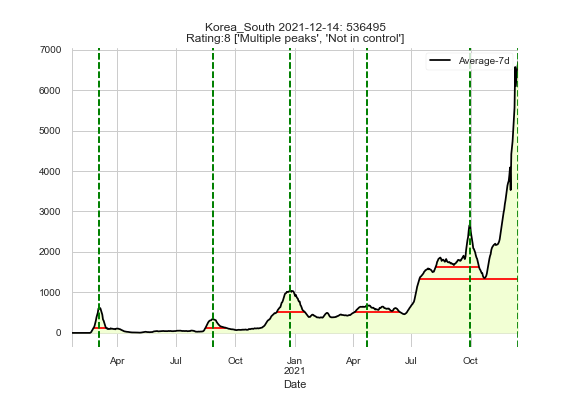 Korea_South 2021-12-14: 536495
Rating:8 ['Multiple peaks', 'Not in control']
Average-7d
7000
6000
5000
4000
3000
2000
1000
0
Apr Jul Oct Jan Apr Jul Oct
2021
Date